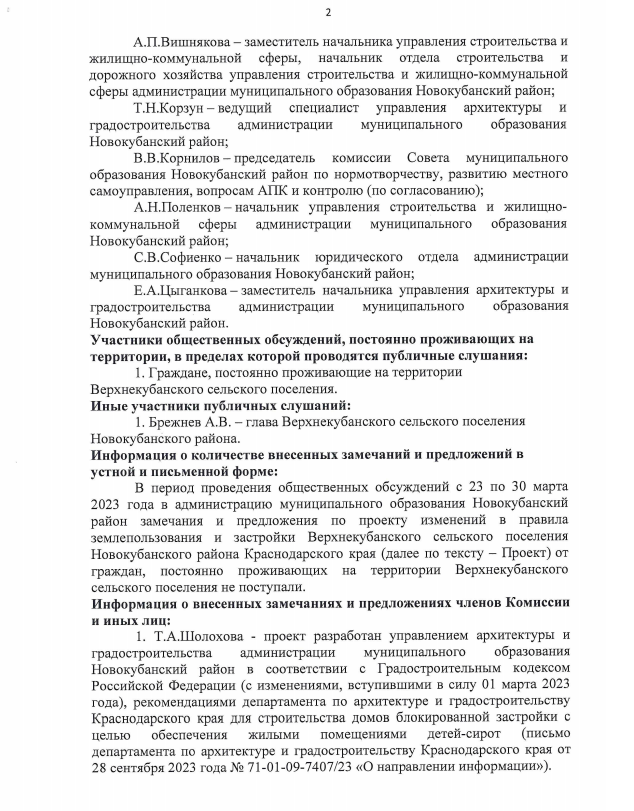 2
А.П.Вишнякова – заместитель начальника управления строительства и
жилищно-коммунальной сферы, начальник отдела строительства и
дорожного хозяйства управления строительства и жилищно-коммунальной
сферы администрации муниципального образования Новокубанский район;
Т.Н.Корзун – ведущий специалист управления архитектуры и
градостроительства администрации муниципального образования
Новокубанский район;
В.В.Корнилов – председатель комиссии Совета муниципального
образования Новокубанский район по нормотворчеству, развитию местного
самоуправления, вопросам АПК и контролю (по согласованию);
А.Н.Поленков – начальник управления строительства и жилищно-
коммунальной сферы администрации муниципального образования
Новокубанский район;
С.В.Софиенко – начальник юридического отдела администрации
муниципального образования Новокубанский район;
Е.А.Цыганкова – заместитель начальника управления архитектуры и
градостроительства администрации муниципального образования
Новокубанский район.
Участники общественных обсуждений, постоянно проживающих на
территории, в пределах которой проводятся публичные слушания:
1. Граждане, постоянно проживающие на территории
Верхнекубанского сельского поселения.
Иные участники публичных слушаний:
1. Брежнев А.В. – глава Верхнекубанского сельского поселения
Новокубанского района.
Информация о количестве внесенных замечаний и предложений в
устной и письменной форме:
В период проведения общественных обсуждений с 23 по 30 марта
2023 года в администрацию муниципального образования Новокубанский
район замечания и предложения по проекту изменений в правила
землепользования и застройки Верхнекубанского сельского поселения
Новокубанского района Краснодарского края (далее по тексту – Проект) от
граждан, постоянно проживающих на территории Верхнекубанского
сельского поселения не поступали.
Информация о внесенных замечаниях и предложениях членов Комиссии
и иных лиц:
1. Т.А.Шолохова - проект разработан управлением архитектуры и
градостроительства администрации муниципального образования
Новокубанский район в соответствии с Градостроительным кодексом
Российской Федерации (с изменениями, вступившими в силу 01 марта 2023
года), рекомендациями департамента по архитектуре и градостроительству
Краснодарского края для строительства домов блокированной застройки с
целью обеспечения жилыми помещениями детей-сирот (письмо
департамента по архитектуре и градостроительству Краснодарского края от
28 сентября 2023 года № 71-01-09-7407/23 «О направлении информации»).